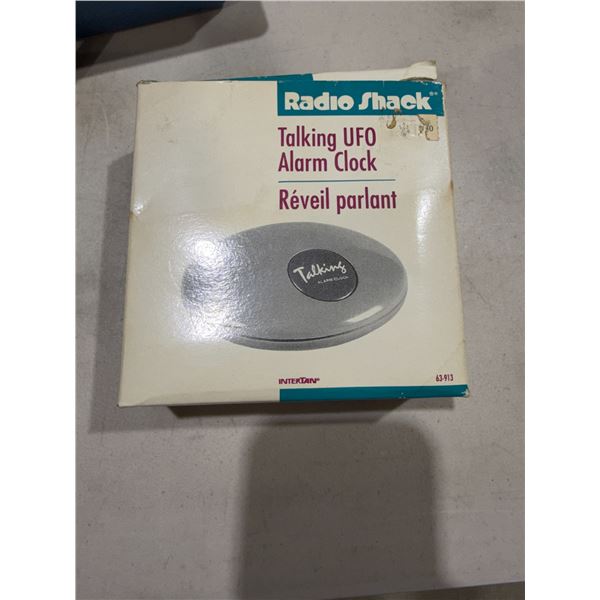 Radio Shack
Talking UFO
Alarm Clock
Réveil parlant
Talking
ALARM CLOCK
INTERTAN®
63-913